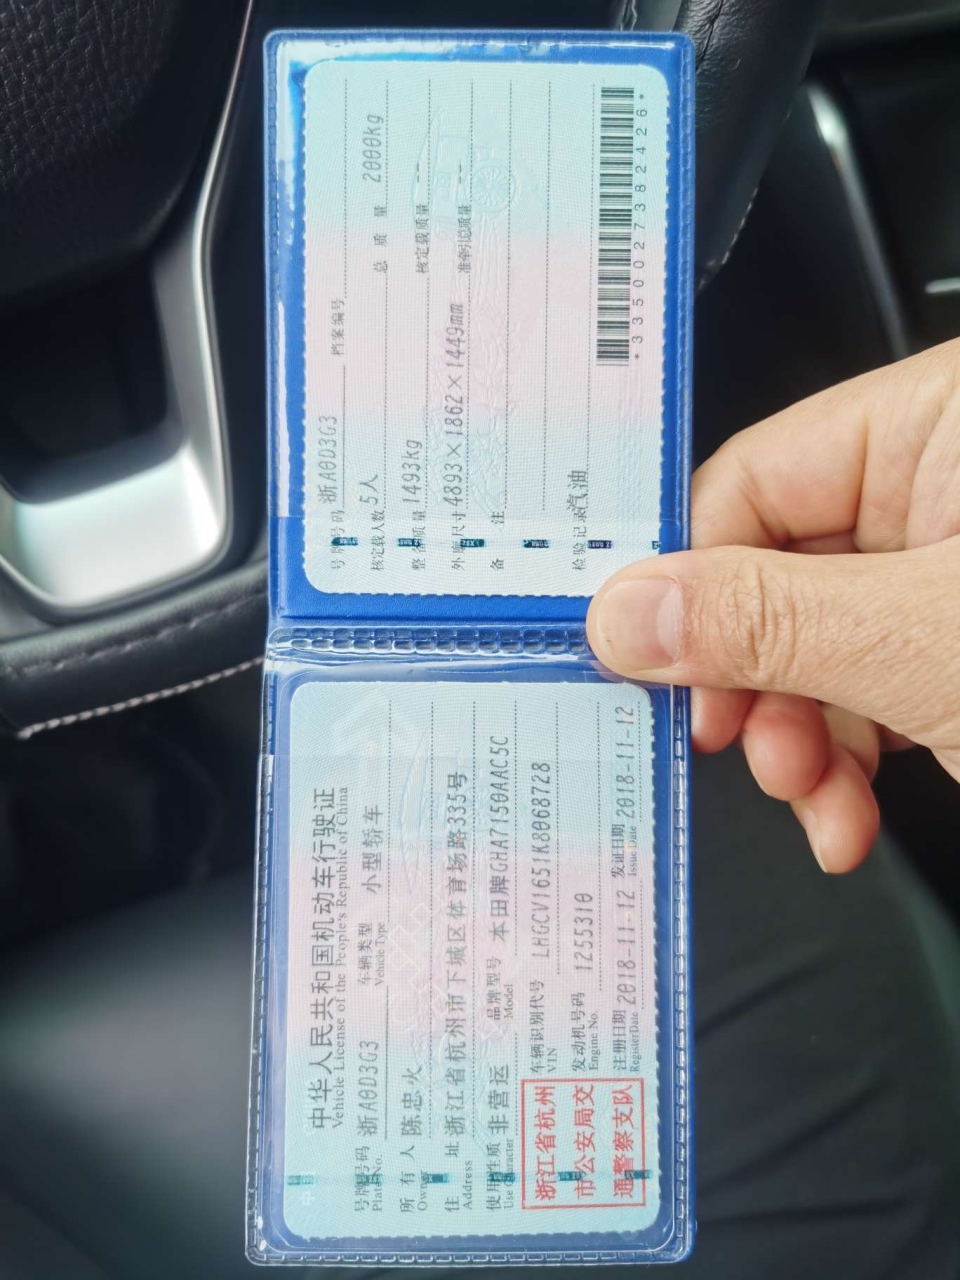 中华人民共和国机动车行驶证
Vehicle License of the People's Republic of China
号牌号码 Plate No. 浙A0D3G3 车辆类型 Vehicle Type 小型轿车
所有人 Owner 陈忠火
住址 Address 浙江省杭州市下城区体育场路335号
使用性质 Use Character 非营运 品牌型号 Model 本田牌GHA7150AAC5C
浙江省杭州
市公安局交
通警察支队
车辆识别代号 VIN LHGCV1651K8068728
发动机号码 Engine No. 1255310
注册日期 Register Date 2018-11-12 发证日期 Issue Date 2018-11-12
号牌号码 浙A0D3G3 档案编号
核定载人数 5人 总质量 2000kg
整备质量 1493kg 核定载质量
外廓尺寸 4893×1862×1449mm 准牵引总质量
备注
检验记录 汽油
*3350027382426*